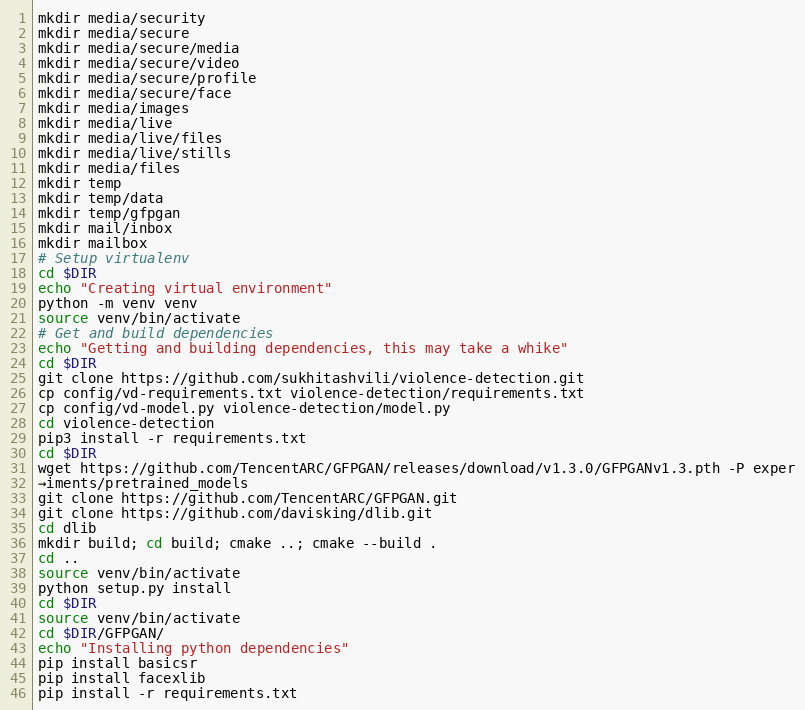 1 mkdir media/security
2 mkdir media/secure
3 mkdir media/secure/media
4 mkdir media/secure/video
5 mkdir media/secure/profile
6 mkdir media/secure/face
7 mkdir media/images
8 mkdir media/live
9 mkdir media/live/files
10 mkdir media/live/stills
11 mkdir media/files
12 mkdir temp
13 mkdir temp/data
14 mkdir temp/gfpgan
15 mkdir mail/inbox
16 mkdir mailbox
17 # Setup virtualenv
18 cd $DIR
19 echo "Creating virtual environment"
20 python -m venv venv
21 source venv/bin/activate
22 # Get and build dependencies
23 echo "Getting and building dependencies, this may take a whike"
24 cd $DIR
25 git clone https://github.com/sukhitashvili/violence-detection.git
26 cp config/vd-requirements.txt violence-detection/requirements.txt
27 cp config/vd-model.py violence-detection/model.py
28 cd violence-detection
29 pip3 install -r requirements.txt
30 cd $DIR
31 wget https://github.com/TencentARC/GFPGAN/releases/download/v1.3.0/GFPGANv1.3.pth -P exper
32 →iments/pretrained_models
33 git clone https://github.com/TencentARC/GFPGAN.git
34 git clone https://github.com/davisking/dlib.git
35 cd dlib
36 mkdir build; cd build; cmake ..; cmake --build .
37 cd ..
38 source venv/bin/activate
39 python setup.py install
40 cd $DIR
41 source venv/bin/activate
42 cd $DIR/GFPGAN/
43 echo "Installing python dependencies"
44 pip install basicsr
45 pip install facexlib
46 pip install -r requirements.txt